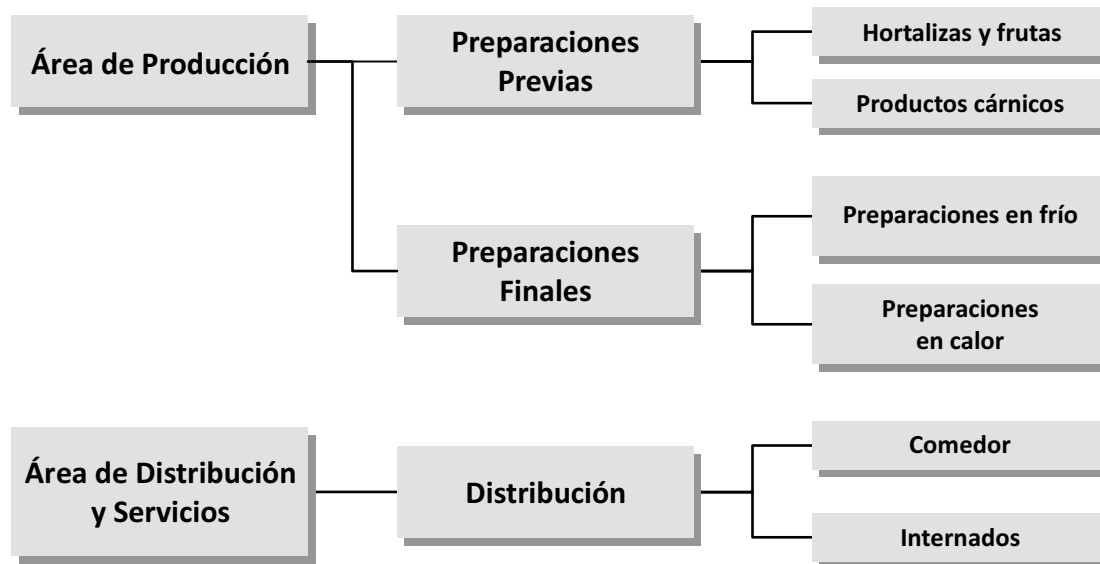 Área de Producción
Preparaciones
Previas
Hortalizas y frutas
Productos cárnicos
Preparaciones
Finales
Preparaciones en frío
Preparaciones
en calor
Área de Distribución
y Servicios
Distribución
Comedor
Internados